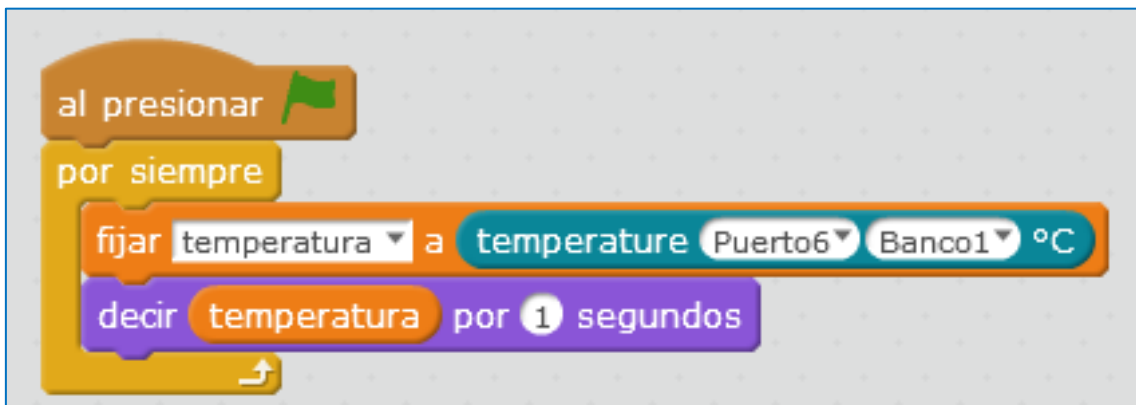 al presionar
por siempre
fijar temperatura a temperature Puerto6 Banco1 °C
decir temperatura por 1 segundos